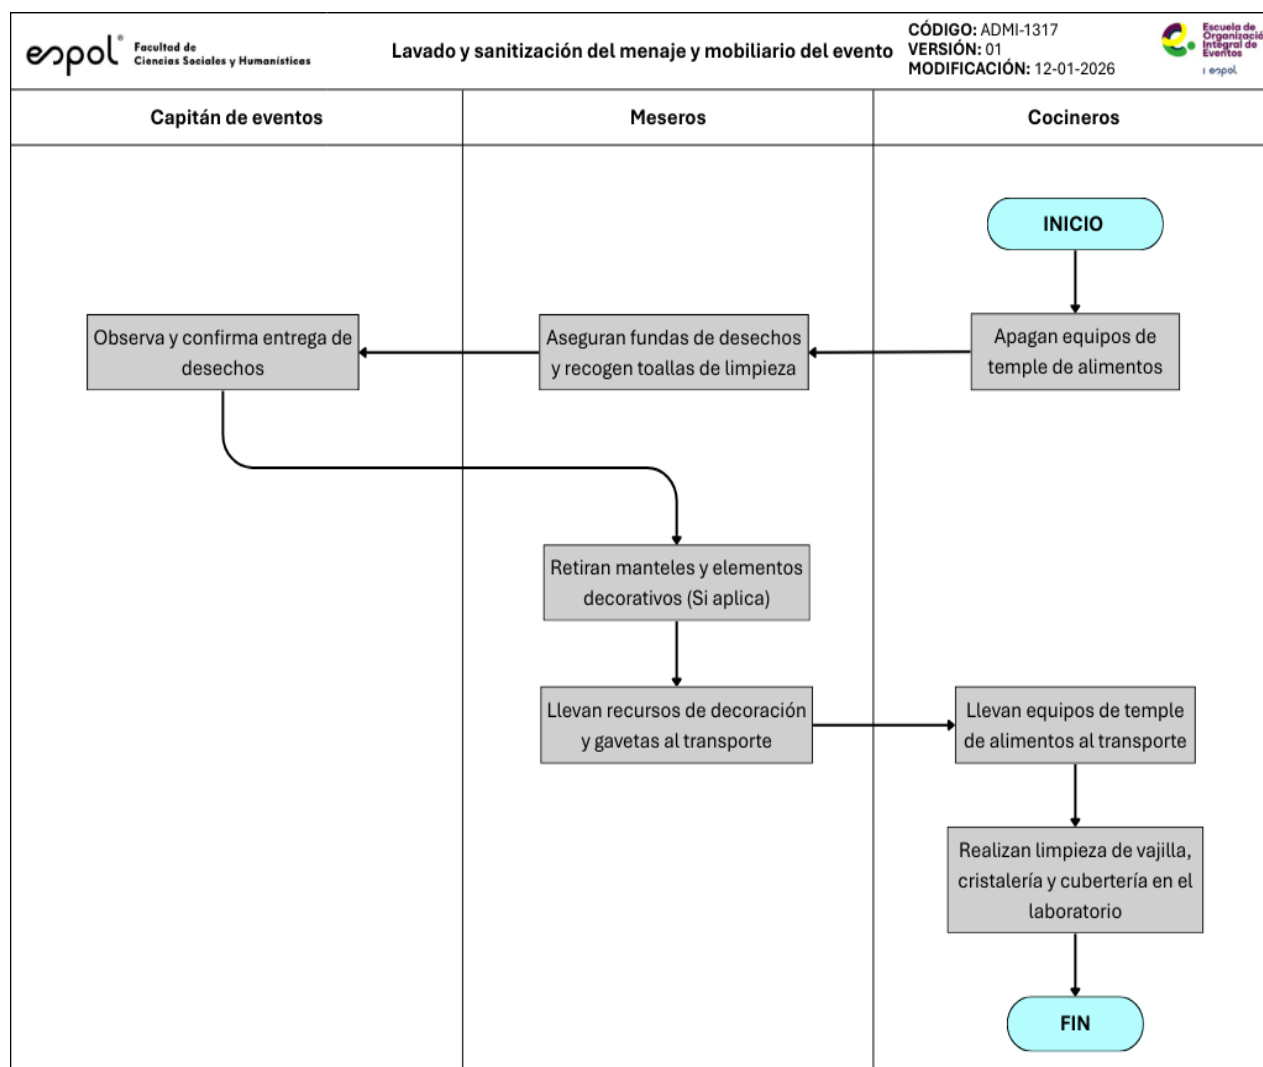 espol®
Facultad de
Ciencias Sociales y Humanísticas
Lavado y sanitización del menaje y mobiliario del evento
CÓDIGO: ADMI-1317
VERSIÓN: 01
MODIFICACIÓN: 12-01-2026
Escuela de
Organizació
Integral de
Eventos
espol
Capitán de eventos
Meseros
Cocineros
INICIO
Observa y confirma entrega de
desechos
Aseguran fundas de desechos
y recogen toallas de limpieza
Apagan equipos de
temple de alimentos
Retiran manteles y elementos
decorativos (Si aplica)
Llevan recursos de decoración
y gavetas al transporte
Llevan equipos de temple
de alimentos al transporte
Realizan limpieza de vajilla,
cristalería y cubertería en el
laboratorio
FIN